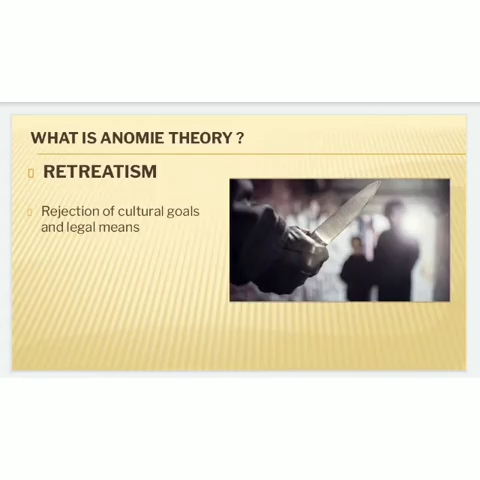 WHAT IS ANOMIE THEORY ?
RETREATISM
Rejection of cultural goals
and legal means